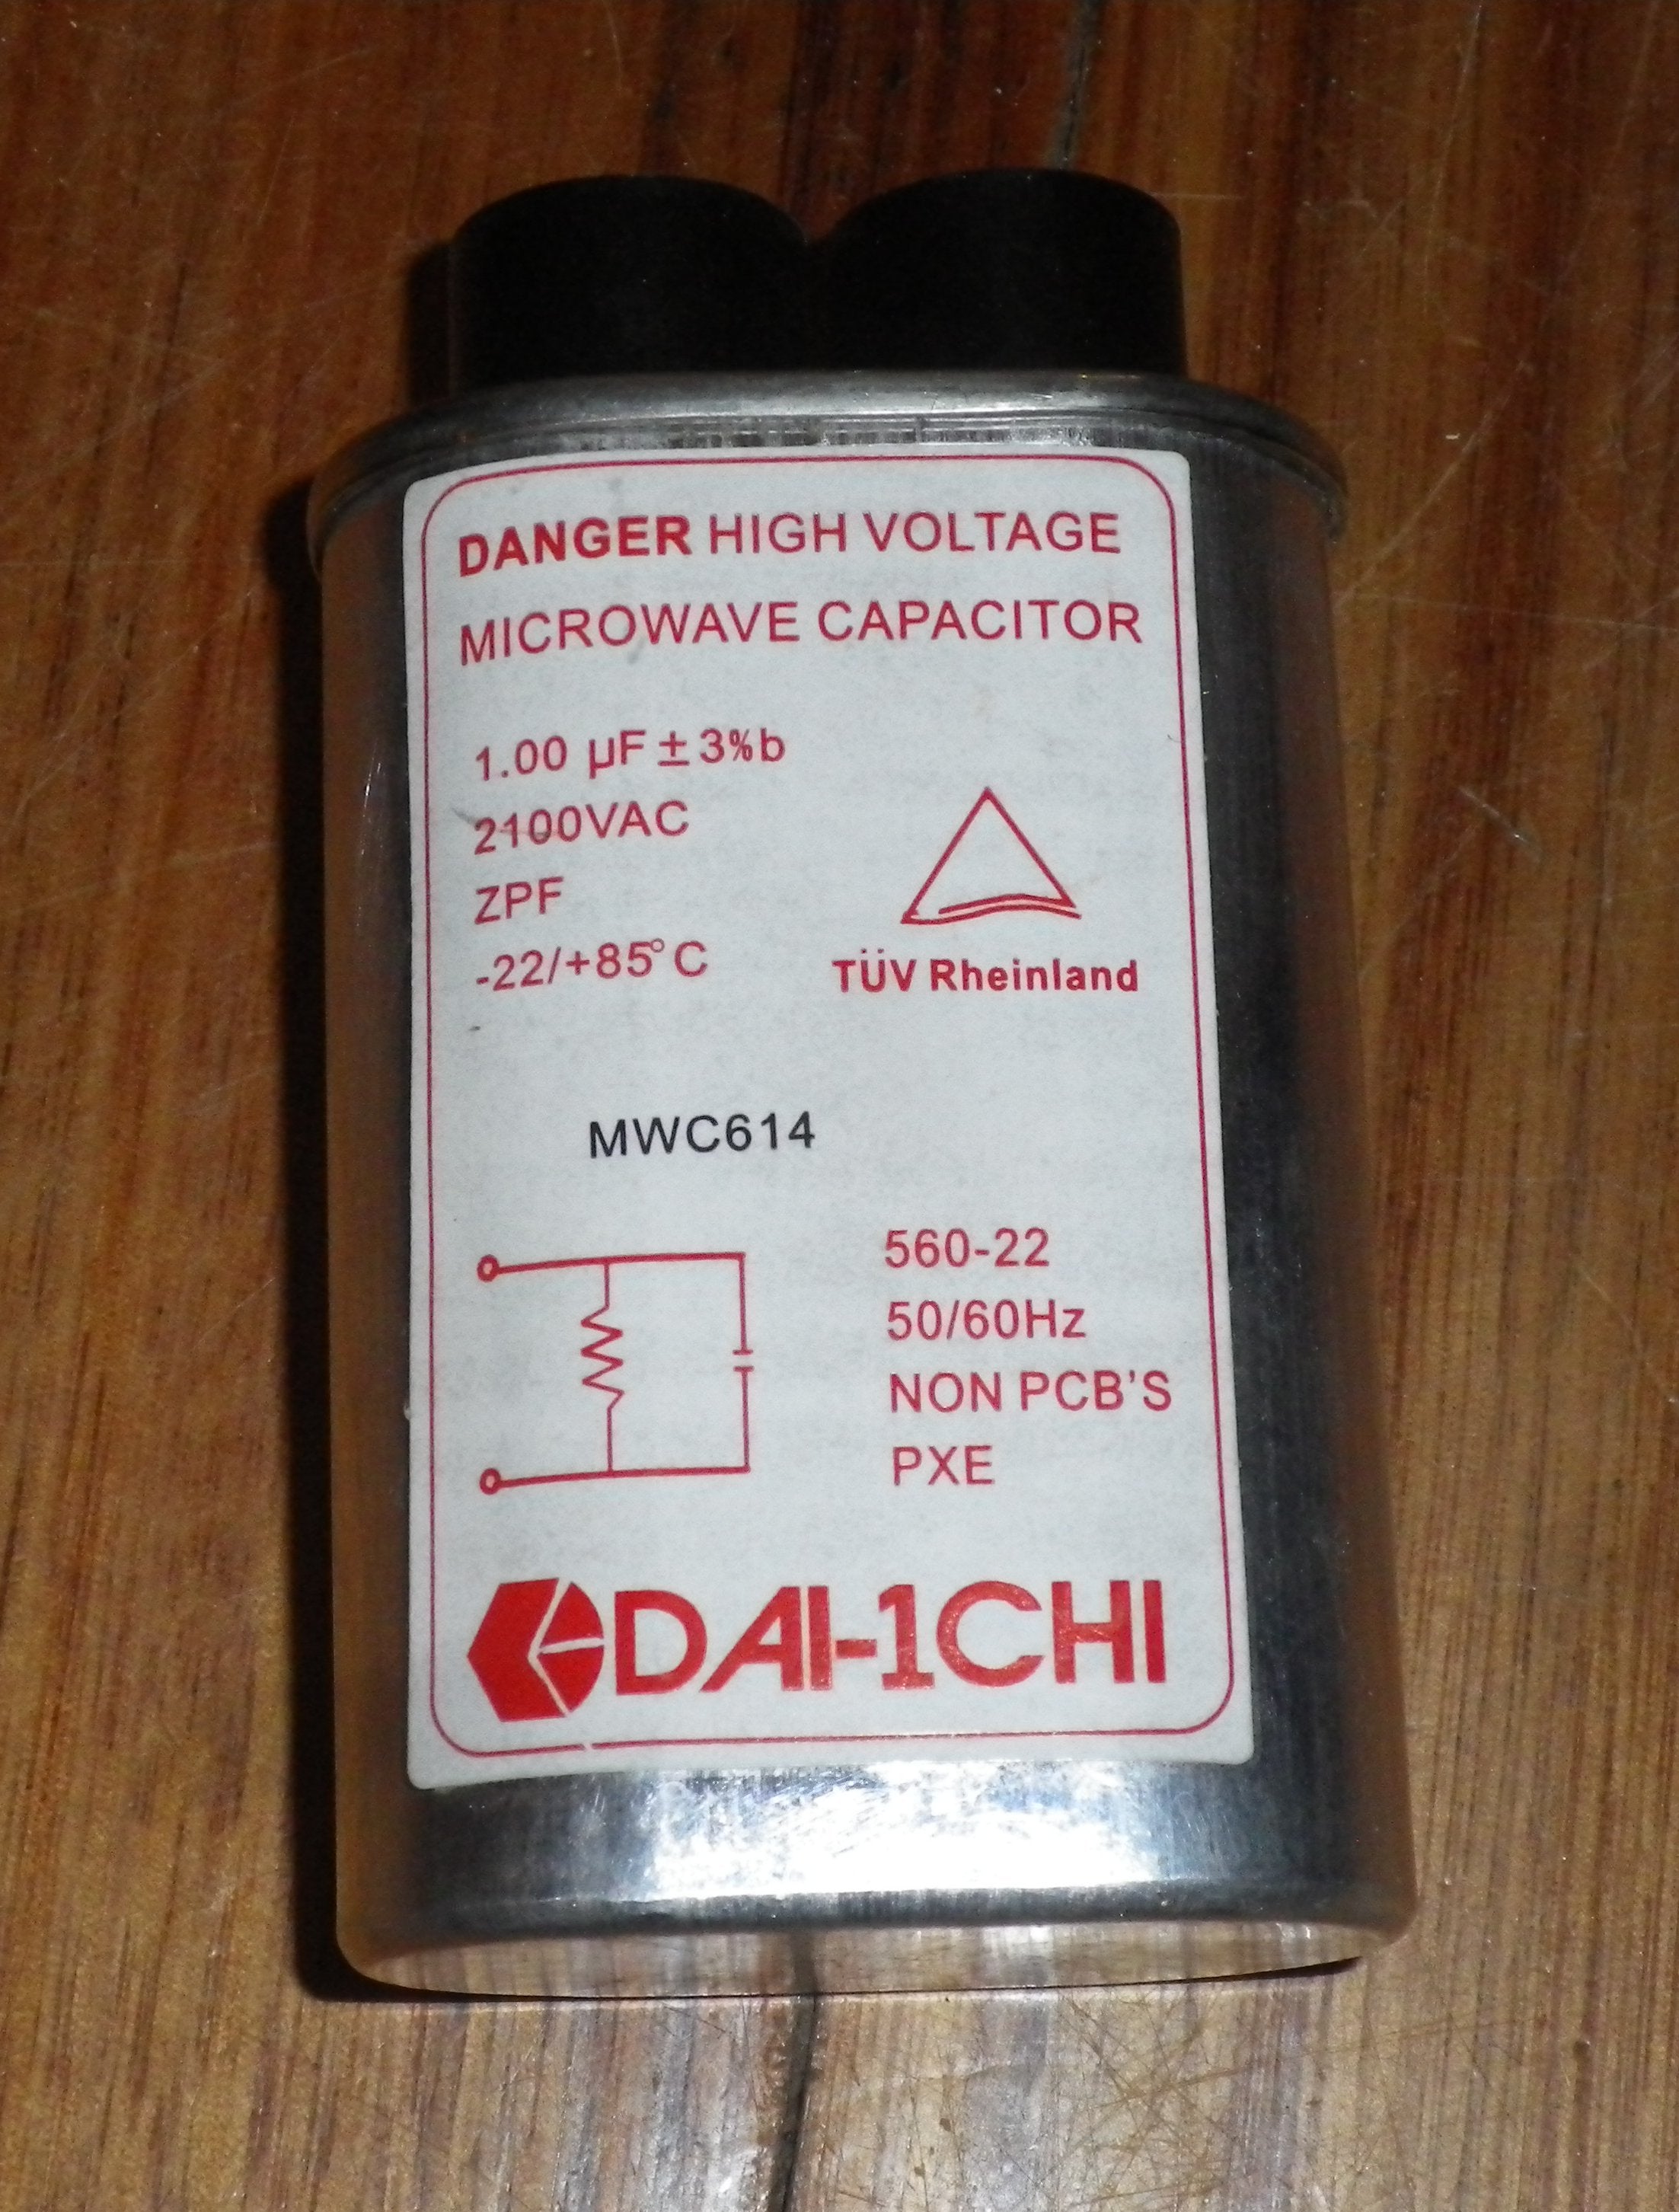 DANGER HIGH VOLTAGE
MICROWAVE CAPACITOR
1.00 µF ± 3%b
2100VAC
ZPF
-22/+85°C
TÜV Rheinland
MWC614
560-22
50/60Hz
NON PCB'S
PXE
DAI-1CHI